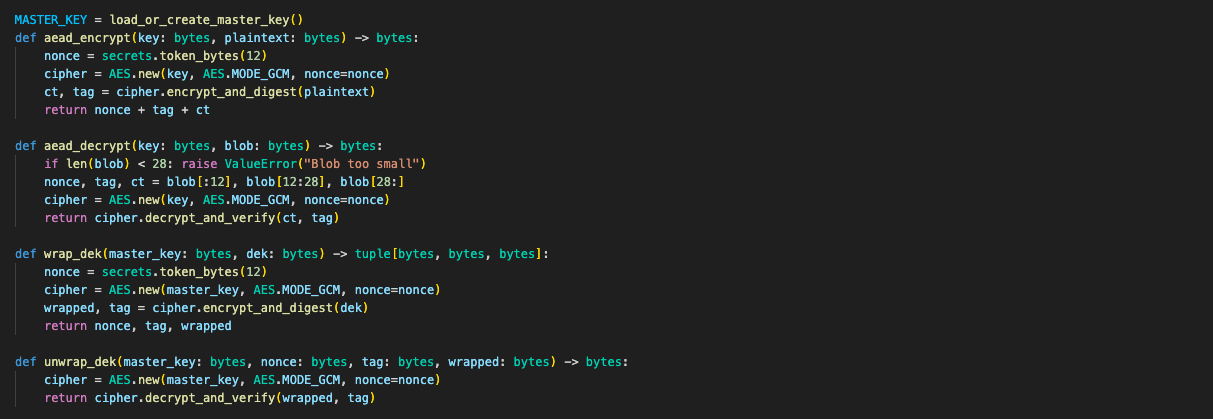 MASTER_KEY = load_or_create_master_key()
def aead_encrypt(key: bytes, plaintext: bytes) -> bytes:
    nonce = secrets.token_bytes(12)
    cipher = AES.new(key, AES.MODE_GCM, nonce=nonce)
    ct, tag = cipher.encrypt_and_digest(plaintext)
    return nonce + tag + ct

def aead_decrypt(key: bytes, blob: bytes) -> bytes:
    if len(blob) < 28: raise ValueError("Blob too small")
    nonce, tag, ct = blob[:12], blob[12:28], blob[28:]
    cipher = AES.new(key, AES.MODE_GCM, nonce=nonce)
    return cipher.decrypt_and_verify(ct, tag)

def wrap_dek(master_key: bytes, dek: bytes) -> tuple[bytes, bytes, bytes]:
    nonce = secrets.token_bytes(12)
    cipher = AES.new(master_key, AES.MODE_GCM, nonce=nonce)
    wrapped, tag = cipher.encrypt_and_digest(dek)
    return nonce, tag, wrapped

def unwrap_dek(master_key: bytes, nonce: bytes, tag: bytes, wrapped: bytes) -> bytes:
    cipher = AES.new(master_key, AES.MODE_GCM, nonce=nonce)
    return cipher.decrypt_and_verify(wrapped, tag)